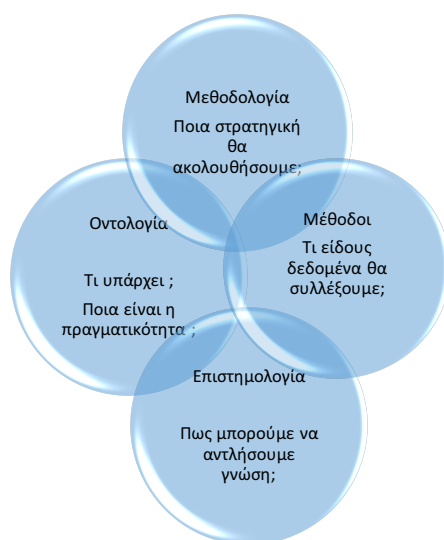 Μεθοδολογία
Ποια στρατηγική
θα
ακολουθήσουμε;
Οντολογία
Τι υπάρχει ;
Ποια είναι η
πραγματικότητα ;
Μέθοδοι
Τι είδους
δεδομένα θα
συλλέξουμε;
Επιστημολογία
Πως μπορούμε να
αντλήσουμε
γνώση;